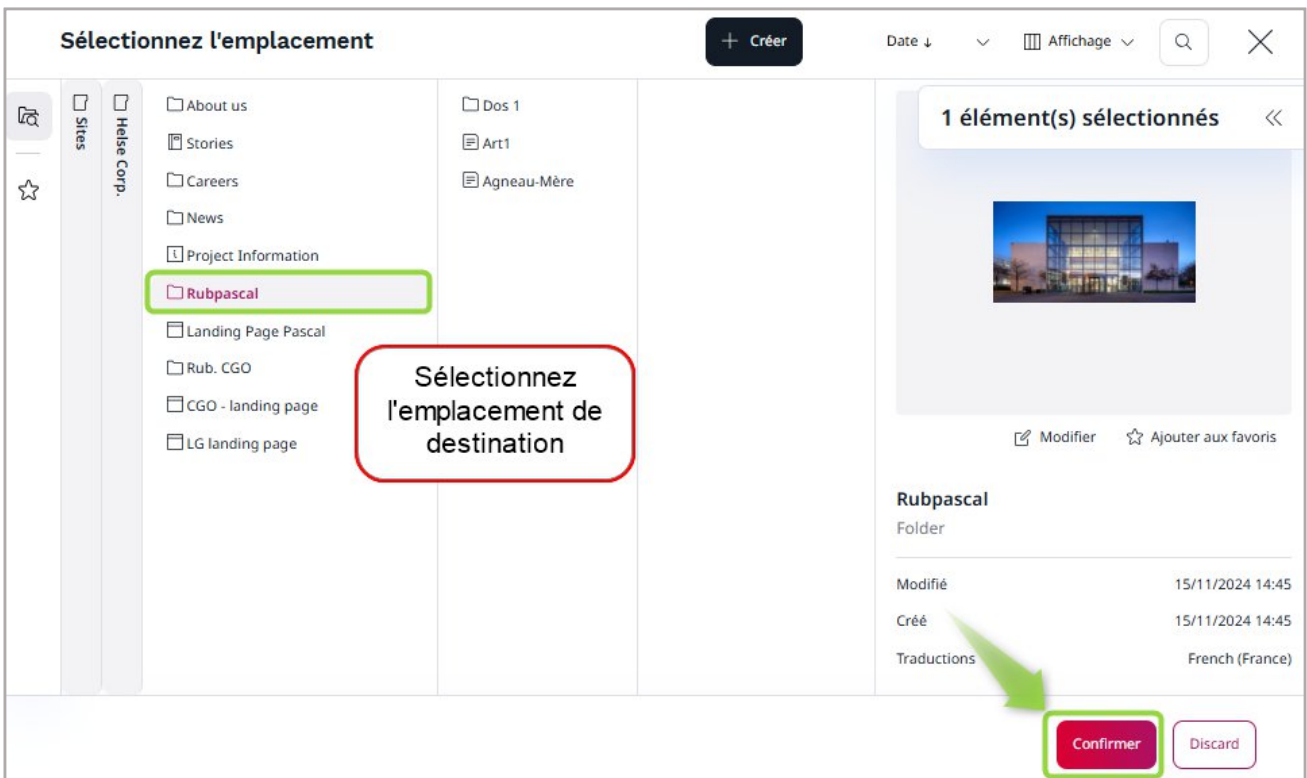 Sélectionnez l'emplacement
+ Créer
Date ↓
Affichage
Sites
Helse Corp.
About us
Stories
Careers
News
Project Information
Rubpascal
Landing Page Pascal
Rub. CGO
CGO - landing page
LG landing page
Dos 1
Art1
Agneau-Mère
Sélectionnez
l'emplacement de
destination
1 élément(s) sélectionnés
Modifier
Ajouter aux favoris
Rubpascal
Folder
Modifié 15/11/2024 14:45
Créé 15/11/2024 14:45
Traductions French (France)
Confirmer
Discard